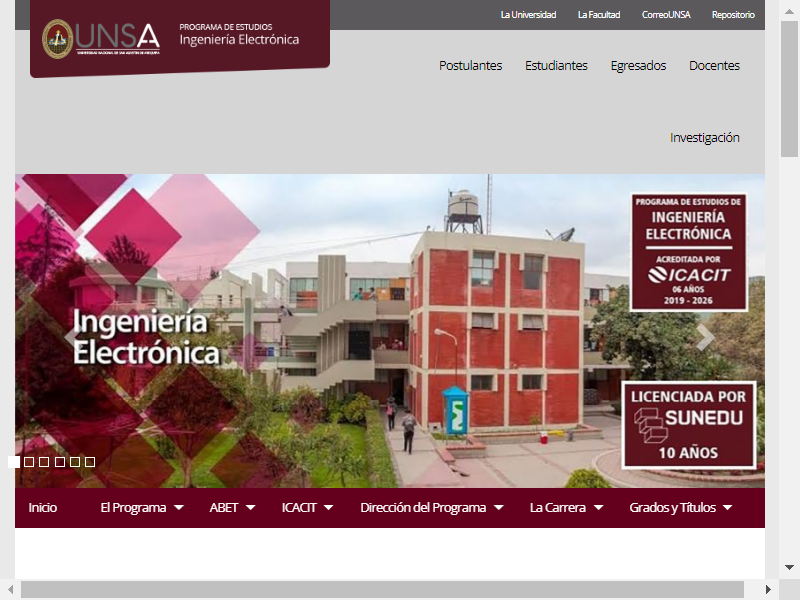 La Universidad La Facultad CorreoUNSA Repositorio
UNSA
UNIVERSIDAD NACIONAL DE SAN AGUSTÍN DE AREQUIPA
PROGRAMA DE ESTUDIOS
Ingeniería Electrónica
Postulantes Estudiantes Egresados Docentes
Investigación
PROGRAMA DE ESTUDIOS DE
INGENIERÍA
ELECTRÓNICA
ACREDITADA POR
ICACIT
06 AÑOS
2019 - 2026
Ingeniería
Electrónica
LICENCIADA POR
SUNEDU
10 AÑOS
Inicio El Programa ABET ICACIT Dirección del Programa La Carrera Grados y Títulos